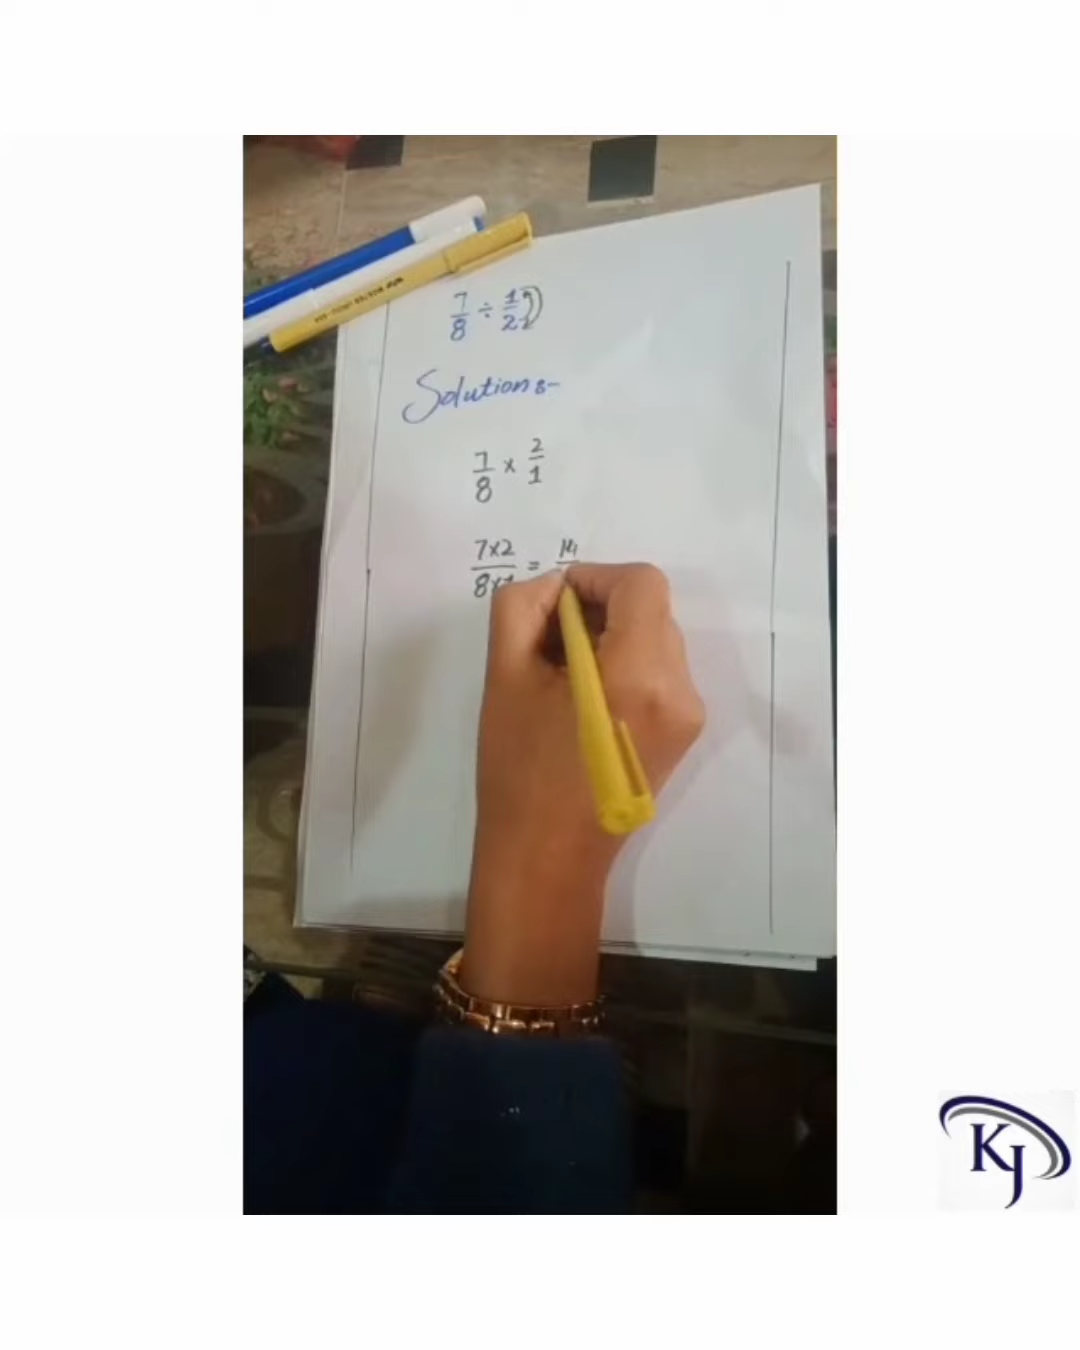 7/8 ÷ 1/2
Solution :-
7/8 × 2/1
7×2/8×1 = 14/
KJ